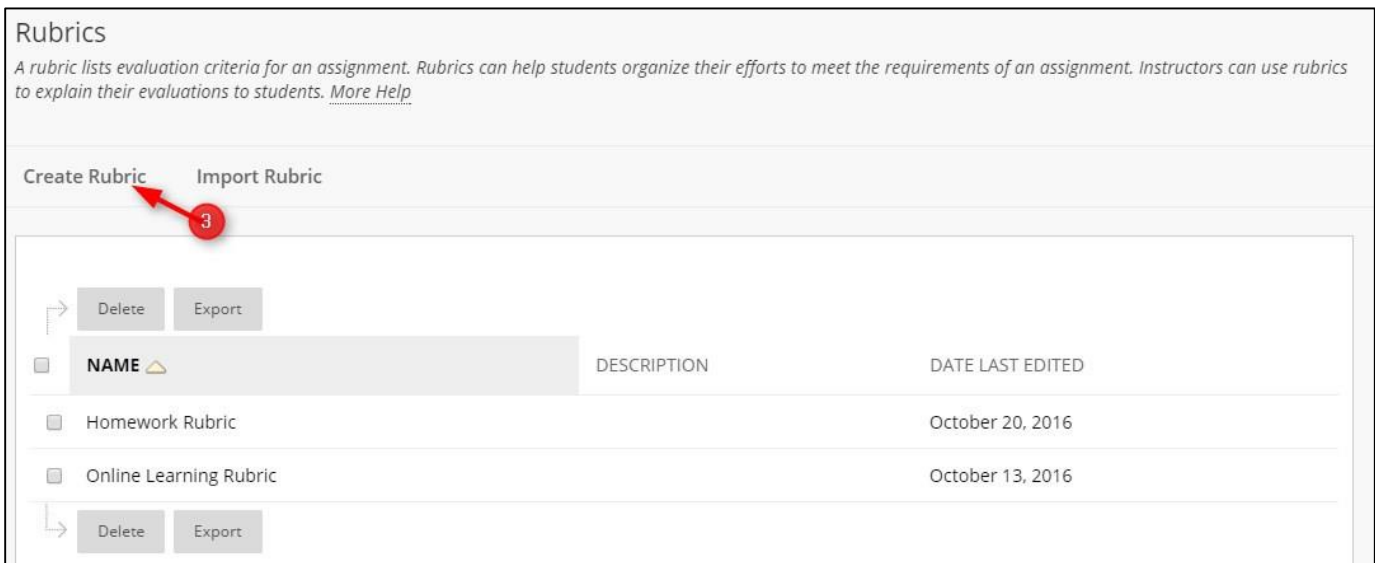 Rubrics
A rubric lists evaluation criteria for an assignment. Rubrics can help students organize their efforts to meet the requirements of an assignment. Instructors can use rubrics
to explain their evaluations to students. More Help
Create Rubric Import Rubric
3
Delete Export
NAME DESCRIPTION DATE LAST EDITED
Homework Rubric October 20, 2016
Online Learning Rubric October 13, 2016
Delete Export